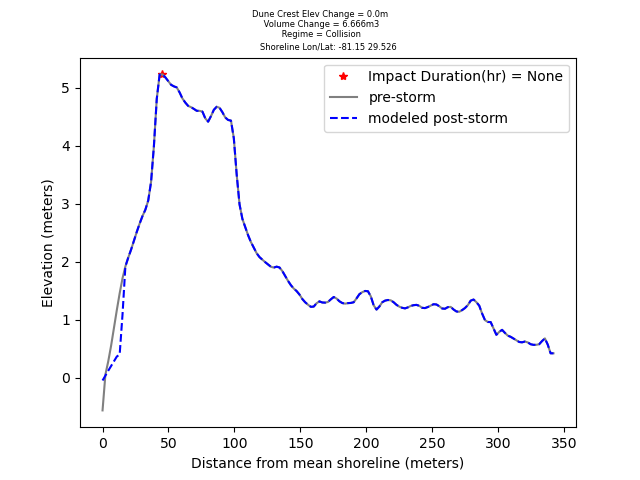 Dune Crest Elev Change = 0.0m
Volume Change = 6.666m3
Regime = Collision
Shoreline Lon/Lat: -81.15 29.526
Impact Duration(hr) = None
pre-storm
modeled post-storm
Elevation (meters)
5
4
3
2
1
0
0 50 100 150 200 250 300 350
Distance from mean shoreline (meters)